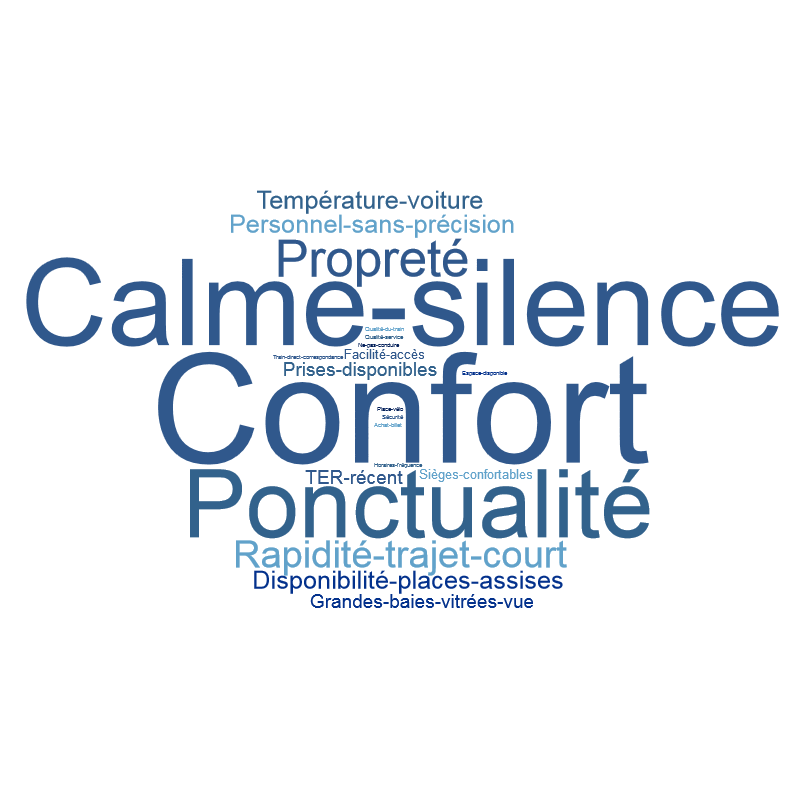 Température-voiture
Personnel-sans-précision
Propreté
Calme-silence
Qualité-du-train
Qualité-service
Ne-pas-conduire
Train-direct-correspondance
Facilité-accès
Prises-disponibles
Espace-disponible
Confort
Place-vélo
Sécurité
Achat-billet
Horaires-fréquence
TER-récent
Sièges-confortables
Ponctualité
Rapidité-trajet-court
Disponibilité-places-assises
Grandes-baies-vitrées-vue